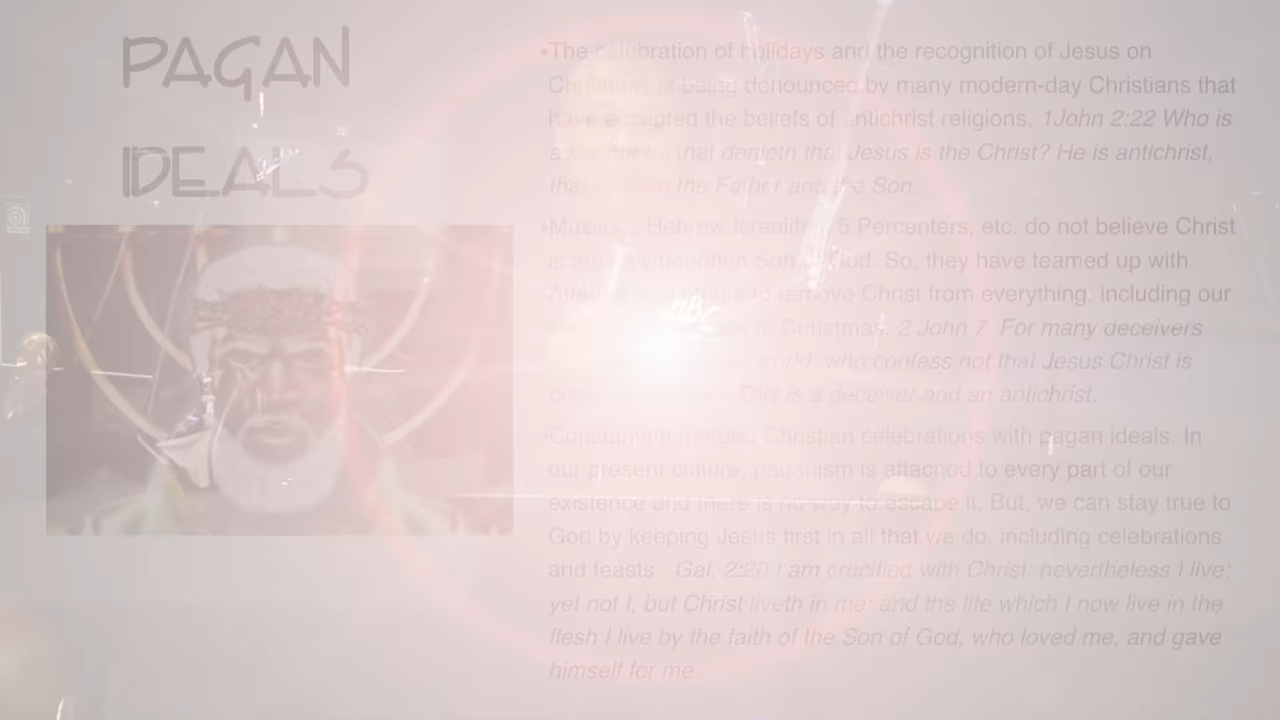 PAGAN
IDEALS
•The celebration of holidays and the recognition of Jesus on
Christmas is being denounced by many modern-day Christians that
have accepted the beliefs of antichrist religions. 1John 2:22 Who is
a that denieth that Jesus is the Christ? He is antichrist,
the Father and the Son.
•Muslims, Hebrew Israelites, 5 Percenters, etc. do not believe Christ
begotten Son of God. So, they have teamed up with
to remove Christ from everything, including our
of Christmas. 2 John 7 For many deceivers
world, who confess not that Jesus Christ is
This is a deceiver and an antichrist.
•Constantine merged Christian celebrations with pagan ideals. In
our present culture, paganism is attached to every part of our
existence and there is no way to escape it. But, we can stay true to
God by keeping Jesus first in all that we do, including celebrations
and feasts. Gal. 2:20 I am crucified with Christ: nevertheless I live;
yet not I, but Christ liveth in me: and the life which I now live in the
flesh I live by the faith of the Son of God, who loved me, and gave
himself for me.